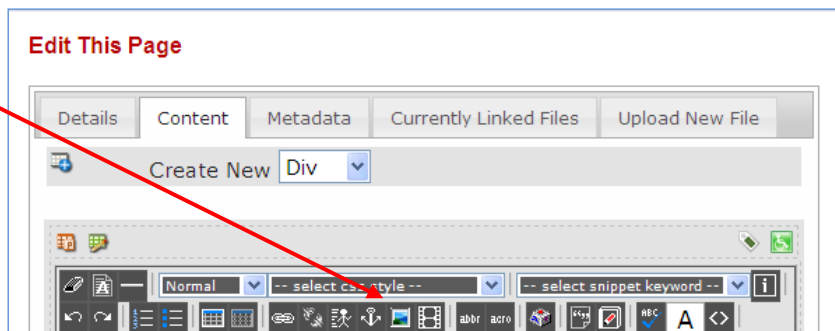 Edit This Page
Details Content Metadata Currently Linked Files Upload New File
Create New Div
Normal -- select css style -- -- select snippet keyword -- i
abbr acro ABC A <>